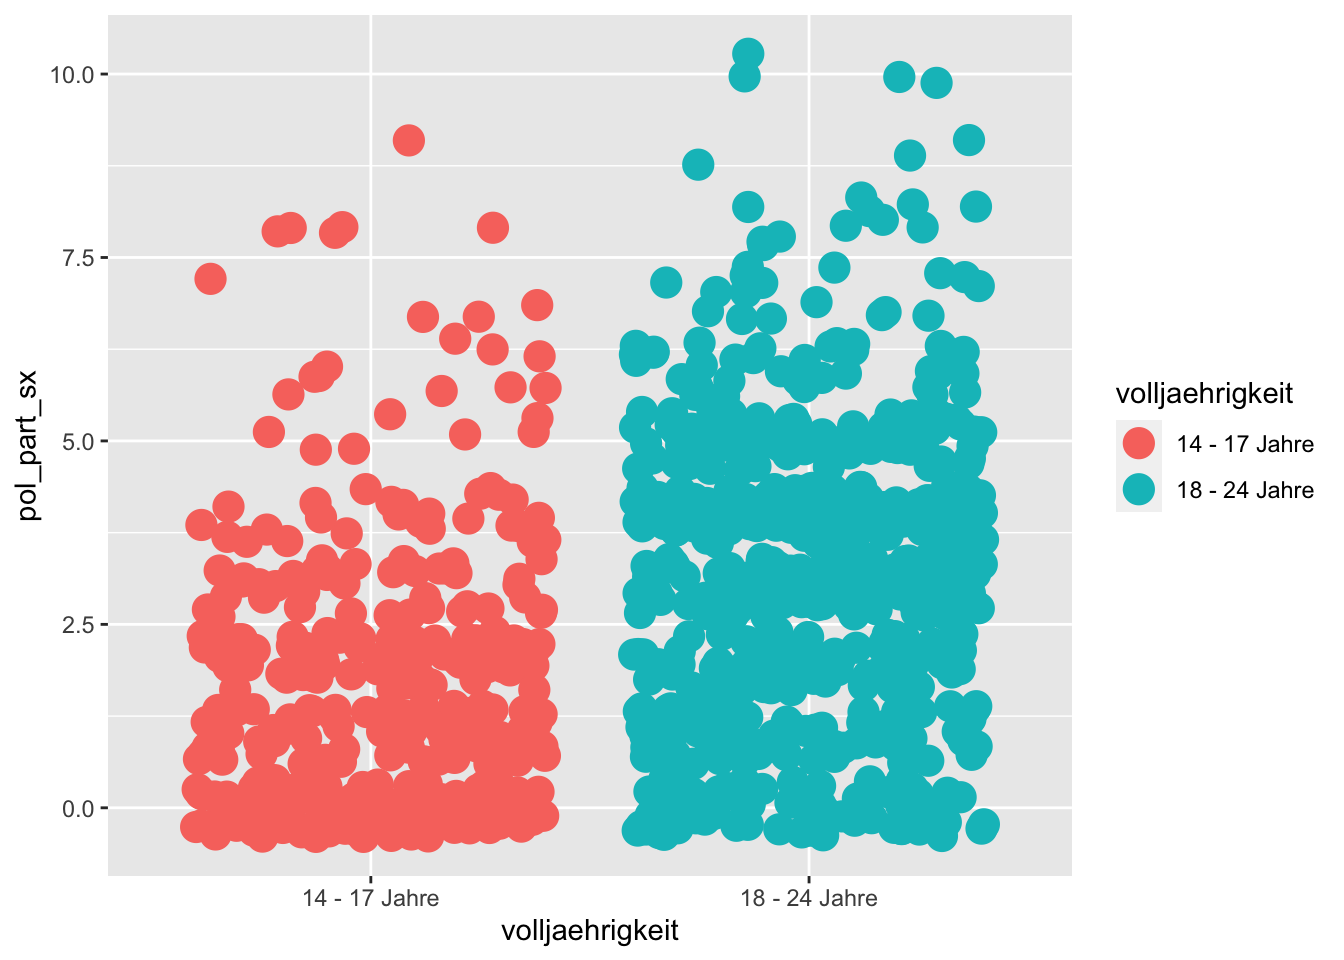 10.0
7.5
5.0
2.5
0.0
pol_part_sx
14 - 17 Jahre
18 - 24 Jahre
volljaehrigkeit
volljaehrigkeit
14 - 17 Jahre
18 - 24 Jahre